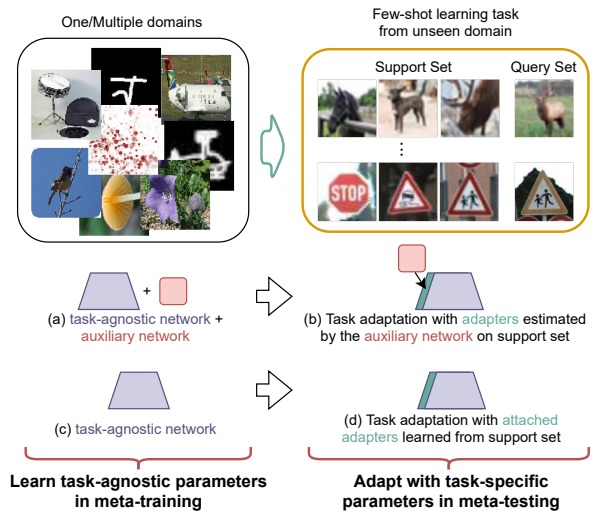 One/Multiple domains
Few-shot learning task
from unseen domain
Support Set
Query Set
...
STOP
+
(a) task-agnostic network +
auxiliary network
(b) Task adaptation with adapters estimated
by the auxiliary network on support set
(c) task-agnostic network
(d) Task adaptation with attached
adapters learned from support set
Learn task-agnostic parameters
in meta-training
Adapt with task-specific
parameters in meta-testing